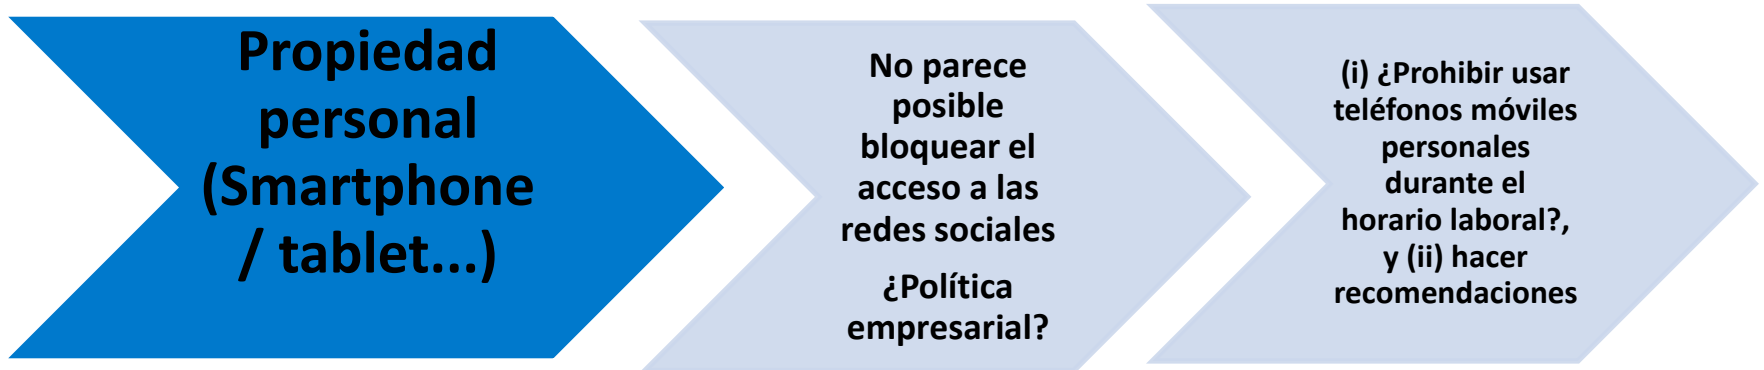 Propiedad
personal
(Smartphone
/ tablet...)
No parece
posible
bloquear el
acceso a las
redes sociales
¿Política
empresarial?
(i) ¿Prohibir usar
teléfonos móviles
personales
durante el
horario laboral?,
y (ii) hacer
recomendaciones